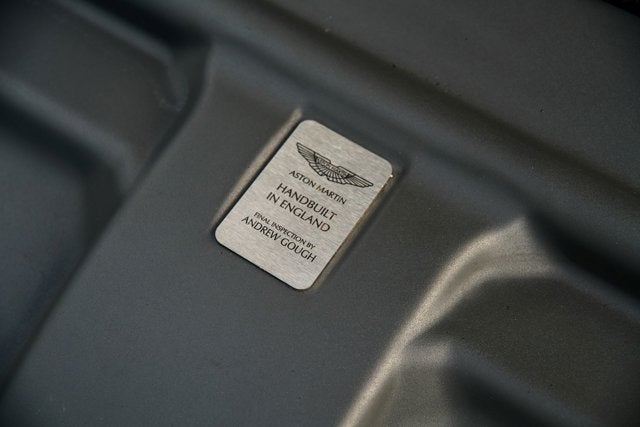 ASTON MARTIN
HANDBUILT
IN ENGLAND
FINAL INSPECTION BY
ANDREW GOUGH